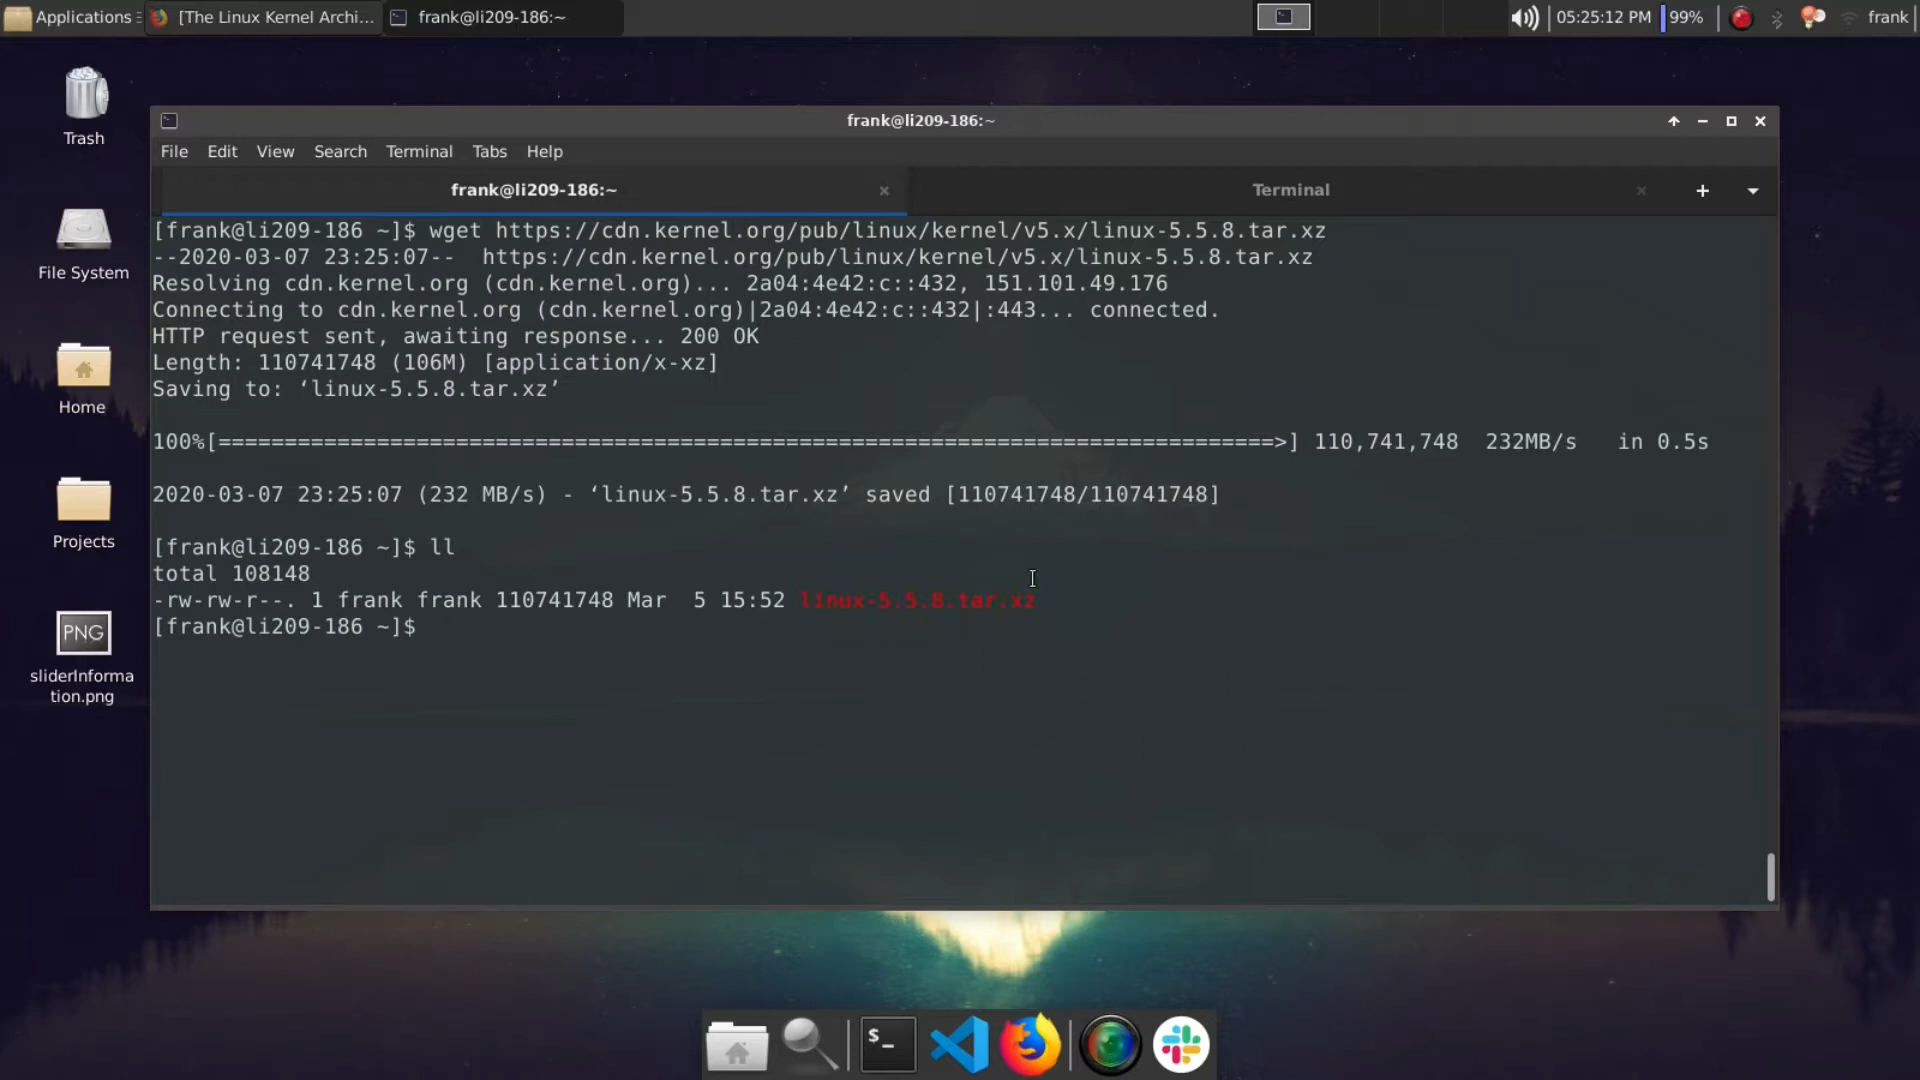 Applications
[The Linux Kernel Archi...
frank@li209-186:~
05:25:12 PM
99%
frank
Trash
File System
Home
Projects
PNG
sliderInforma
tion.png
frank@li209-186:~
File Edit View Search Terminal Tabs Help
frank@li209-186:~
Terminal
[frank@li209-186 ~]$ wget https://cdn.kernel.org/pub/linux/kernel/v5.x/linux-5.5.8.tar.xz
--2020-03-07 23:25:07--  https://cdn.kernel.org/pub/linux/kernel/v5.x/linux-5.5.8.tar.xz
Resolving cdn.kernel.org (cdn.kernel.org)... 2a04:4e42:c::432, 151.101.49.176
Connecting to cdn.kernel.org (cdn.kernel.org)|2a04:4e42:c::432|:443... connected.
HTTP request sent, awaiting response... 200 OK
Length: 110741748 (106M) [application/x-xz]
Saving to: ‘linux-5.5.8.tar.xz’
100%[================================================================================>] 110,741,748  232MB/s   in 0.5s
2020-03-07 23:25:07 (232 MB/s) - ‘linux-5.5.8.tar.xz’ saved [110741748/110741748]
[frank@li209-186 ~]$ ll
total 108148
-rw-rw-r--. 1 frank frank 110741748 Mar  5 15:52 linux-5.5.8.tar.xz
[frank@li209-186 ~]$
$_